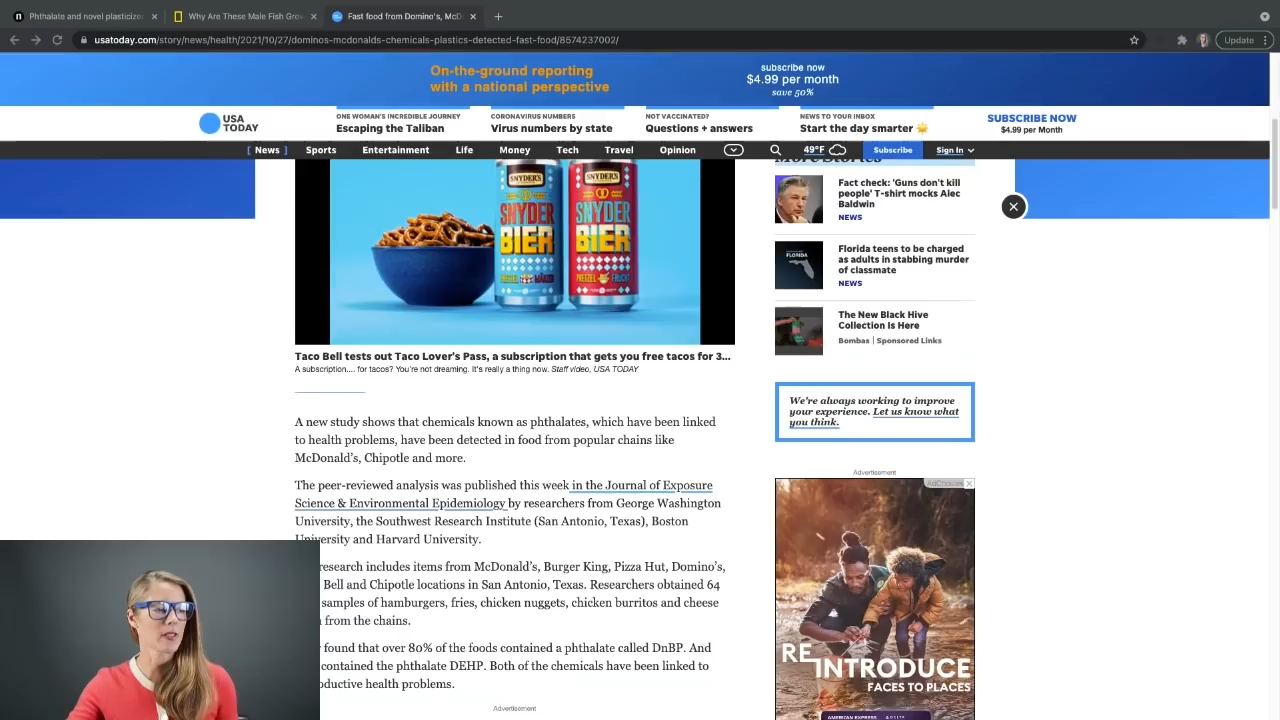 Phthalate and novel plasticize
Why Are These Male Fish Grow
Fast food from Domino's, McD
usatoday.com/story/news/health/2021/10/27/dominos-mcdonalds-chemicals-plastics-detected-fast-food/8574237002/
Update
On-the-ground reporting
with a national perspective
subscribe now
$4.99 per month
save 50%
USA
TODAY
ONE WOMAN'S INCREDIBLE JOURNEY
Escaping the Taliban
CORONAVIRUS NUMBERS
Virus numbers by state
NOT VACCINATED?
Questions + answers
NEWS TO YOUR INBOX
Start the day smarter
SUBSCRIBE NOW
$4.99 per Month
[ News ] Sports Entertainment Life Money Tech Travel Opinion 49°F Subscribe Sign In
More Stories
SNYDER'S
SNYDER
BIER
SNYDER'S
SNYDER
BIER
Fact check: 'Guns don't kill
people' T-shirt mocks Alec
Baldwin
NEWS
FLORIDA
Florida teens to be charged
as adults in stabbing murder
of classmate
NEWS
The New Black Hive
Collection Is Here
Bombas | Sponsored Links
Taco Bell tests out Taco Lover's Pass, a subscription that gets you free tacos for 3...
A subscription.... for tacos? You're not dreaming. It's really a thing now. Staff video, USA TODAY
We're always working to improve
your experience. Let us know what
you think.
A new study shows that chemicals known as phthalates, which have been linked
to health problems, have been detected in food from popular chains like
McDonald's, Chipotle and more.
The peer-reviewed analysis was published this week in the Journal of Exposure
Science & Environmental Epidemiology by researchers from George Washington
University, the Southwest Research Institute (San Antonio, Texas), Boston
University and Harvard University.
research includes items from McDonald's, Burger King, Pizza Hut, Domino's,
Bell and Chipotle locations in San Antonio, Texas. Researchers obtained 64
samples of hamburgers, fries, chicken nuggets, chicken burritos and cheese
from the chains.
found that over 80% of the foods contained a phthalate called DnBP. And
contained the phthalate DEHP. Both of the chemicals have been linked to
oductive health problems.
Advertisement
Advertisement
AdChoices
RE
INTRODUCE
FACES TO PLACES
AMERICAN EXPRESS